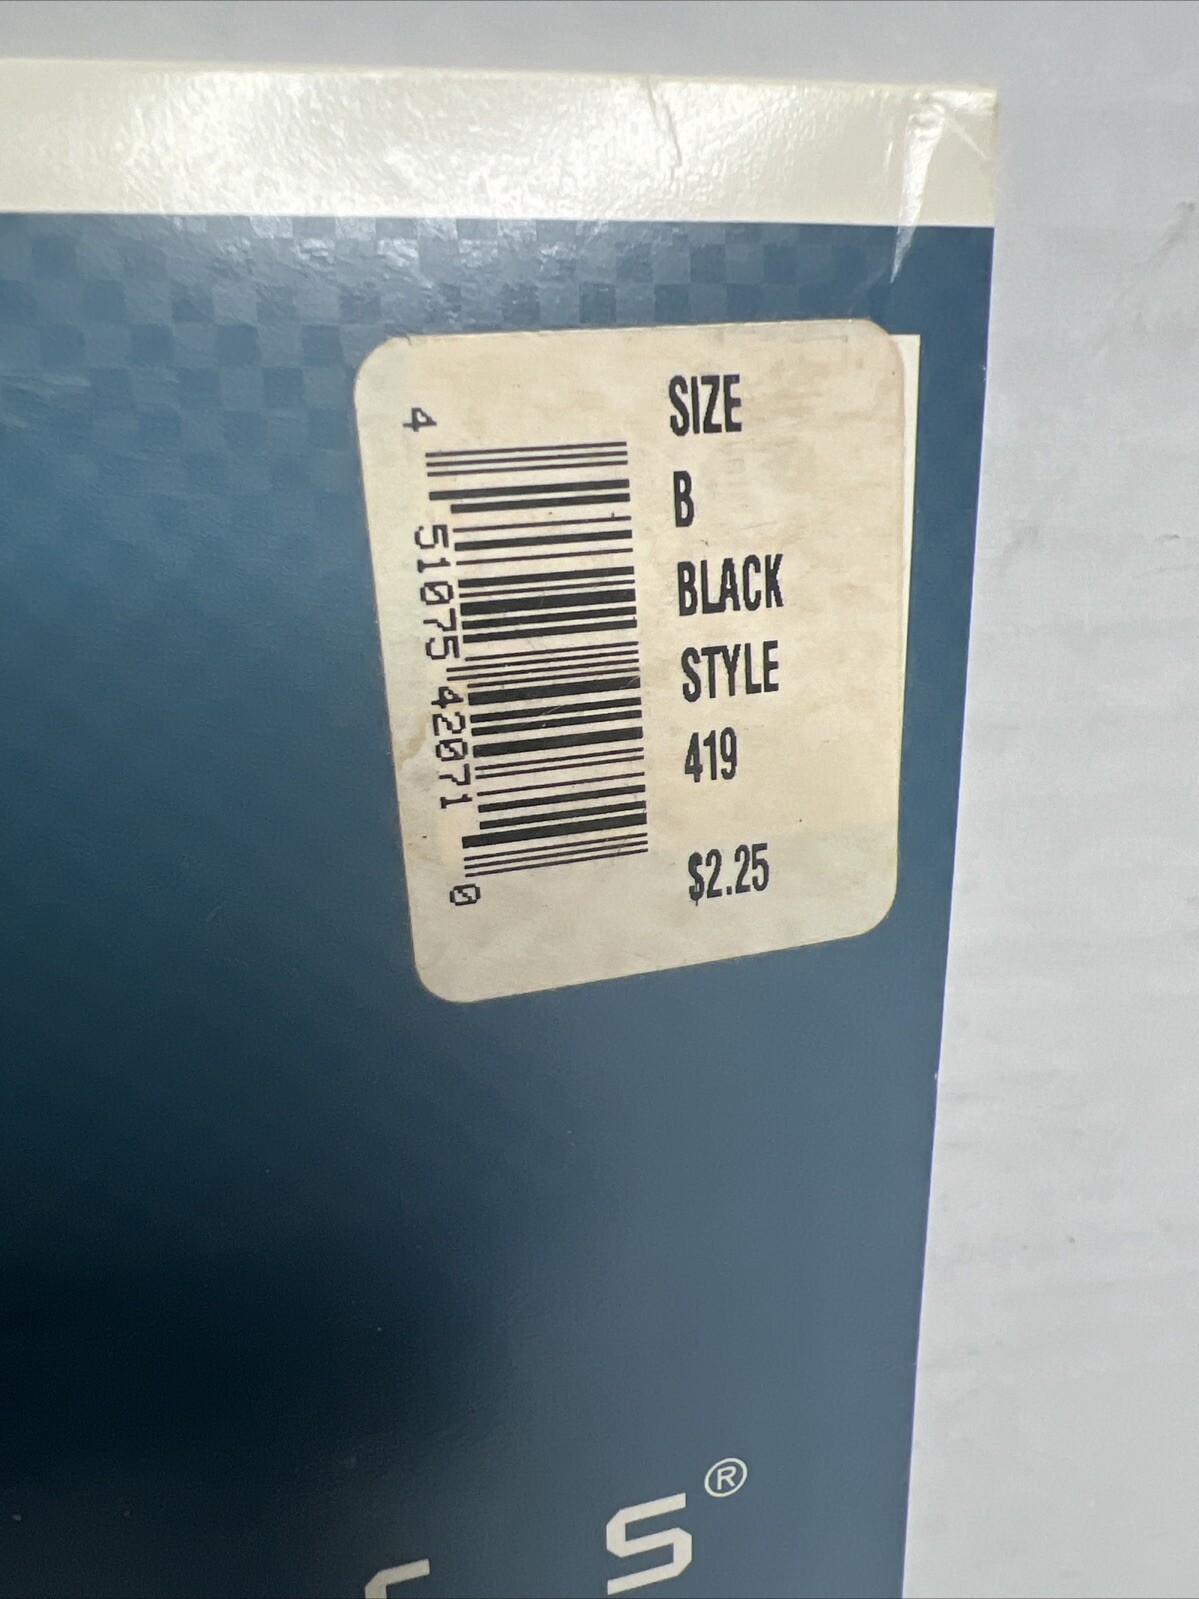 SIZE
B
BLACK
STYLE
419
$2.25
4 51075 42071 0
S®